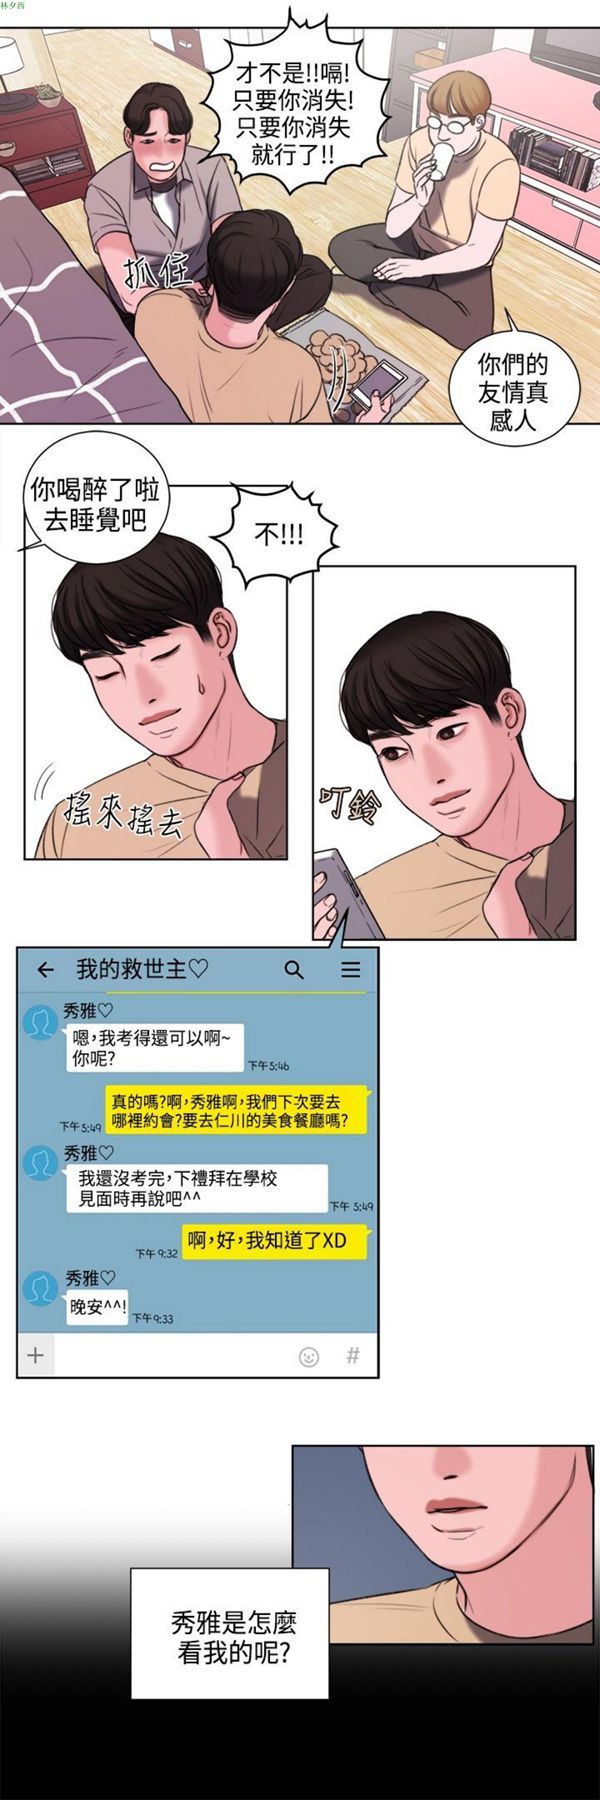 林夕西
才不是!!嗝!
只要你消失!
只要你消失
就行了!!
抓住
你們的
友情真
感人
你喝醉了啦
去睡覺吧
不!!!
搖來搖去
叮鈴
我的救世主♡
秀雅♡
嗯,我考得還可以啊~
你呢?
下午 5:46
真的嗎?啊,秀雅啊,我們下次要去
哪裡約會?要去仁川的美食餐廳嗎?
下午 5:49
秀雅♡
我還沒考完,下禮拜在學校
見面時再說吧^^
下午 5:49
啊,好,我知道了XD
下午 9:32
秀雅♡
晚安^^!
下午 9:33
+
#
秀雅是怎麼
看我的呢?